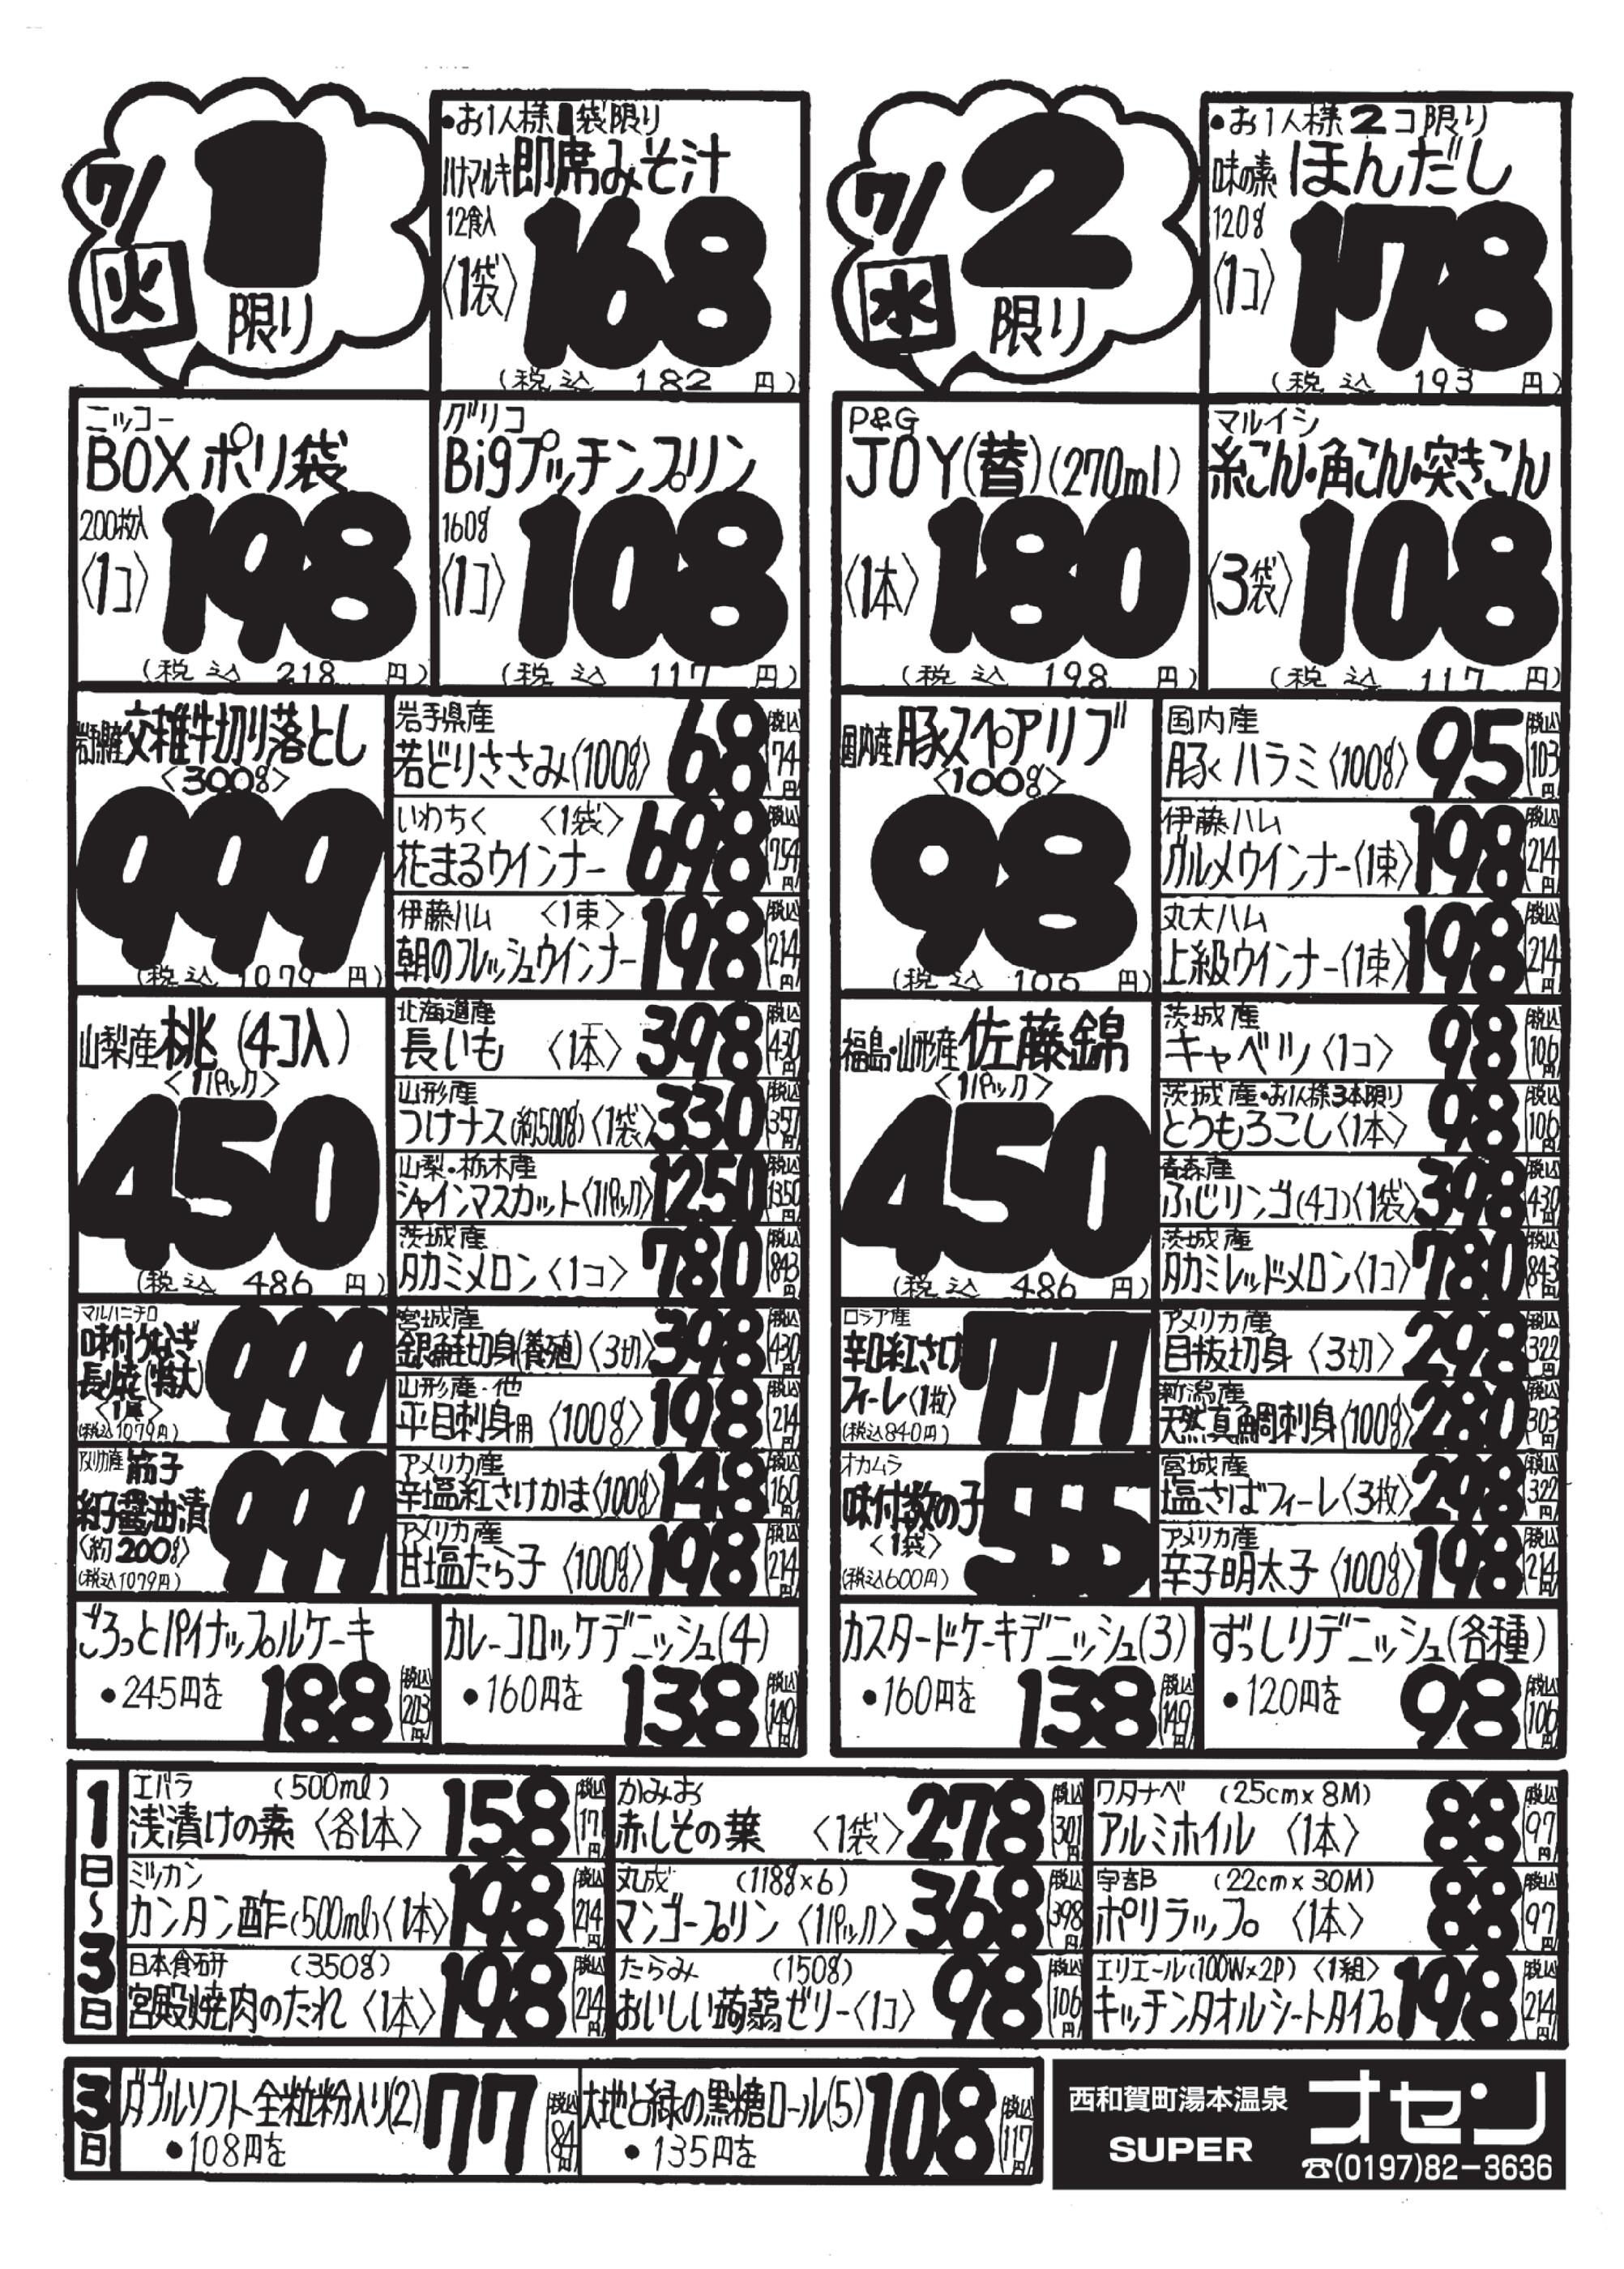 7/1
火
限り
•お1人様1袋限り
ハナマルキ 即席みそ汁
12食入
〈1袋〉
168
(税込 182 円)
ニッコー
BOXポリ袋
200枚入
〈1コ〉
198
(税込 218 円)
グリコ
Bigプッチンプリン
160g
〈1コ〉
108
(税込 117 円)
岩手県産 交雑牛切り落とし
〈300g〉
999
(税込 1079 円)
岩手県産
若どりささみ〈100g〉 68 (税込74円)
いわちく 〈1袋〉
花まるウインナー 698 (税込754円)
伊藤ハム 〈1束〉
朝のフレッシュウインナー 198 (税込214円)
山梨産 桃(4コ入)
〈1パック〉
450
(税込 486 円)
北海道産
長いも 〈1本〉 398 (税込430円)
山形産
つけナス(約500g)〈1袋〉 330 (税込357円)
山梨・栃木産
シャインマスカット〈1パック〉 1250 (税込1350円)
茨城産
タカミメロン〈1コ〉 780 (税込843円)
マルハニチロ
味付うなぎ
長焼(特大)
〈1尾〉
(税込1079円)
999
宮城産
銀鮭切身(養殖)〈3切〉 398 (税込430円)
山形産・他
平目刺身用〈100g〉 198 (税込214円)
アメリカ産 筋子
紅子醤油漬
〈約200g〉
(税込1079円)
999
アメリカ産
辛塩紅さけかま〈100g〉 148 (税込160円)
アメリカ産
甘塩たら子〈100g〉 198 (税込214円)
ごろっとパイナップルケーキ
•245円を 188 (税込203円)
カレーコロッケデニッシュ(4)
•160円を 138 (税込149円)
7/2
水
限り
•お1人様2コ限り
味の素 ほんだし
120g
〈1コ〉
178
(税込 193 円)
P&G
JOY(替)(270ml)
〈1本〉
180
(税込 198 円)
マルイシ
糸こん・角こん・突きこん
〈3袋〉
108
(税込 117 円)
国内産 豚スペアリブ
〈100g〉
98
(税込 106 円)
国内産
豚ハラミ〈100g〉 95 (税込103円)
伊藤ハム
グルメウインナー〈1束〉 198 (税込214円)
丸大ハム
上級ウインナー〈1束〉 198 (税込214円)
福島・山形産 佐藤錦
〈1パック〉
450
(税込 486 円)
茨城産
キャベツ〈1コ〉 98 (税込106円)
茨城産・お1人様3本限り
とうもろこし〈1本〉 98 (税込106円)
青森産
ふじリンゴ(4コ)〈1袋〉 398 (税込430円)
茨城産
タカミレッドメロン〈1コ〉 780 (税込843円)
ロシア産
辛口紅さけ
フィーレ〈1枚〉
(税込840円)
777
アメリカ産
目抜切身〈3切〉 298 (税込322円)
新潟産
天然真鯛刺身〈100g〉 280 (税込303円)
オカムラ
味付数の子
〈1袋〉
(税込600円)
555
宮城産
塩さばフィーレ〈3枚〉 298 (税込322円)
アメリカ産
辛子明太子〈100g〉 198 (税込214円)
カスタードケーキデニッシュ(3)
•160円を 138 (税込149円)
ずっしりデニッシュ(各種)
•120円を 98 (税込106円)
1日~3日
エバラ (500ml)
浅漬けの素〈各1本〉 158 (税込171円)
かみお
赤しその葉 〈1袋〉 278 (税込301円)
ワタナベ (25cm×8M)
アルミホイル 〈1本〉 88 (税込97円)
ミツカン
カンタン酢(500ml)〈1本〉 198 (税込214円)
丸成 (118g×6)
マンゴープリン〈1パック〉 368 (税込398円)
宇部 (22cm×30M)
ポリラップ 〈1本〉 88 (税込97円)
日本食研 (350g)
宮殿焼肉のたれ〈1本〉 198 (税込214円)
たらみ (150g)
おいしい蒟蒻ゼリー〈1コ〉 98 (税込106円)
エリエール(100W×2P)〈1組〉
キッチンタオルシートタイプ 198 (税込214円)
3日
ダブルソフト全粒粉入り(2)
•108円を 77 (税込84円)
大地と緑の黒糖ロール(5)
•135円を 108 (税込117円)
西和賀町湯本温泉
SUPER オセン
☎(0197)82-3636